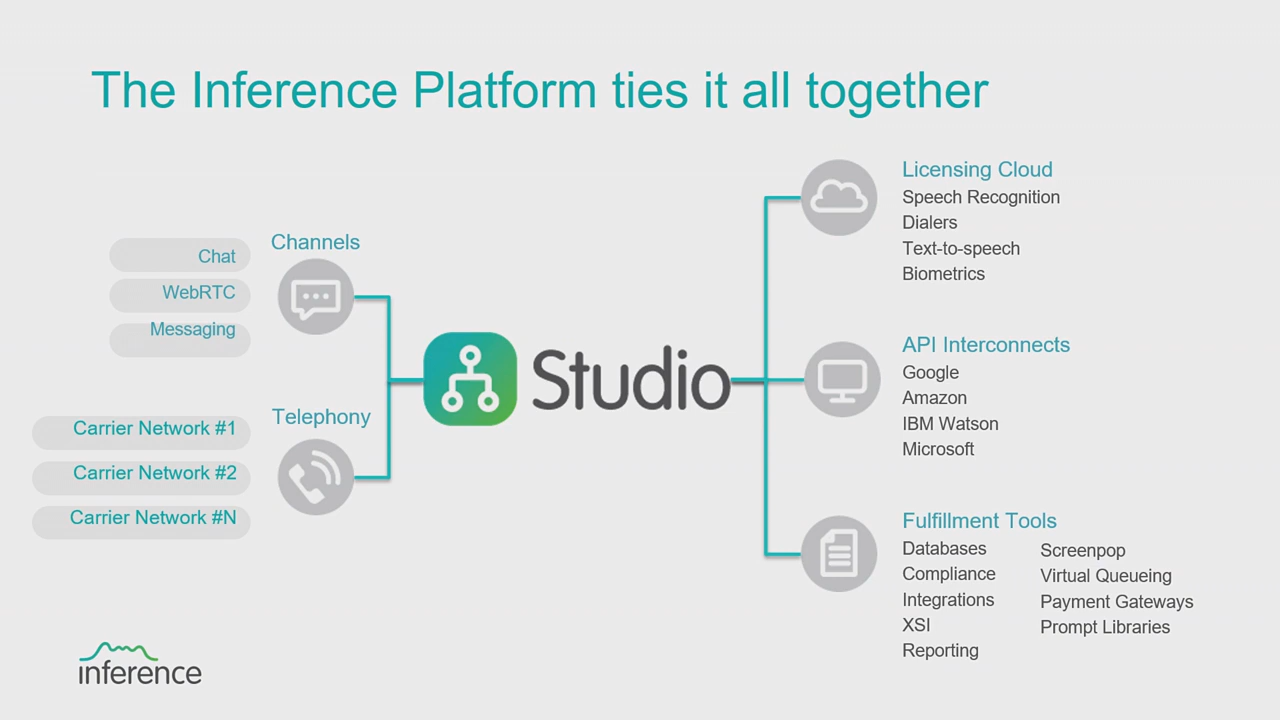 The Inference Platform ties it all together
Channels
Chat
WebRTC
Messaging
Telephony
Carrier Network #1
Carrier Network #2
Carrier Network #N
Studio
Licensing Cloud
Speech Recognition
Dialers
Text-to-speech
Biometrics
API Interconnects
Google
Amazon
IBM Watson
Microsoft
Fulfillment Tools
Databases
Compliance
Integrations
XSI
Reporting
Screenpop
Virtual Queueing
Payment Gateways
Prompt Libraries
inference